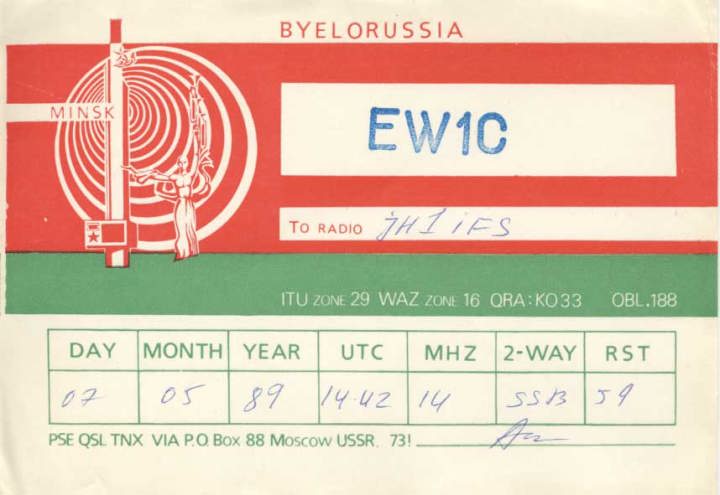 BYELORUSSIA
MINSK
EW1C
TO RADIO JH1IFS
ITU ZONE 29 WAZ ZONE 16 QRA: KO33 OBL.188
DAY MONTH YEAR UTC MHZ 2-WAY RST
07 05 89 14-42 14 SSB 59
PSE QSL TNX VIA P.O. Box 88 Moscow USSR. 73!